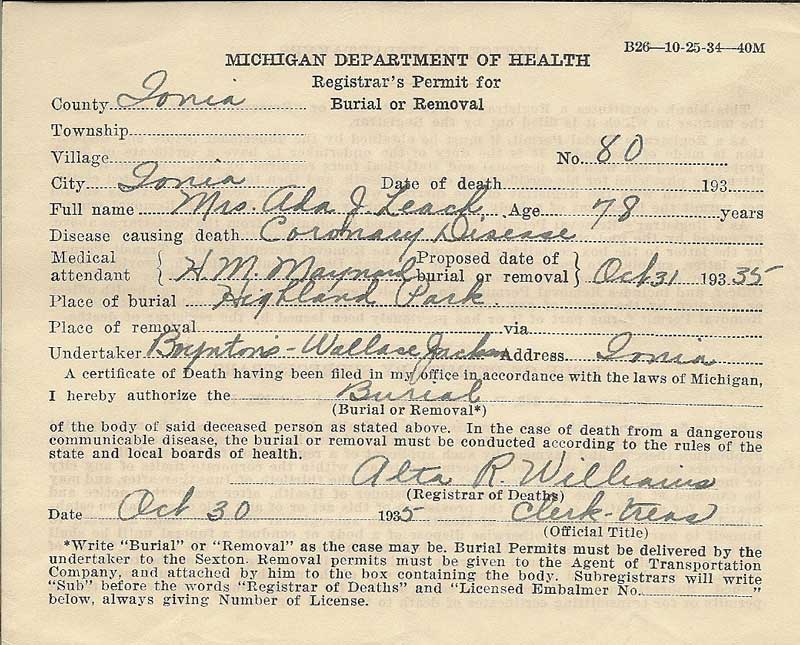 B26—10-25-34—40M
MICHIGAN DEPARTMENT OF HEALTH
Registrar's Permit for
Burial or Removal
County Ionia
Township
Village No. 80
City Ionia Date of death 193
Full name Mrs. Ada J. Leach, Age 78 years
Disease causing death Coronary Disease
Medical attendant H. M. Maynard Proposed date of burial or removal Oct 31 193 35
Place of burial Highland Park
Place of removal via
Undertaker Boynton's - Wallace Jackson Address Ionia
A certificate of Death having been filed in my office in accordance with the laws of Michigan,
I hereby authorize the Burial
(Burial or Removal*)
of the body of said deceased person as stated above. In the case of death from a dangerous
communicable disease, the burial or removal must be conducted according to the rules of the
state and local boards of health.
Alta R. Williams
(Registrar of Deaths)
Date Oct 30 1935 Clerk-Treas
(Official Title)
*Write "Burial" or "Removal" as the case may be. Burial Permits must be delivered by the
undertaker to the Sexton. Removal permits must be given to the Agent of Transportation
Company, and attached by him to the box containing the body. Subregistrars will write
"Sub" before the words "Registrar of Deaths" and "Licensed Embalmer No. "
below, always giving Number of License.